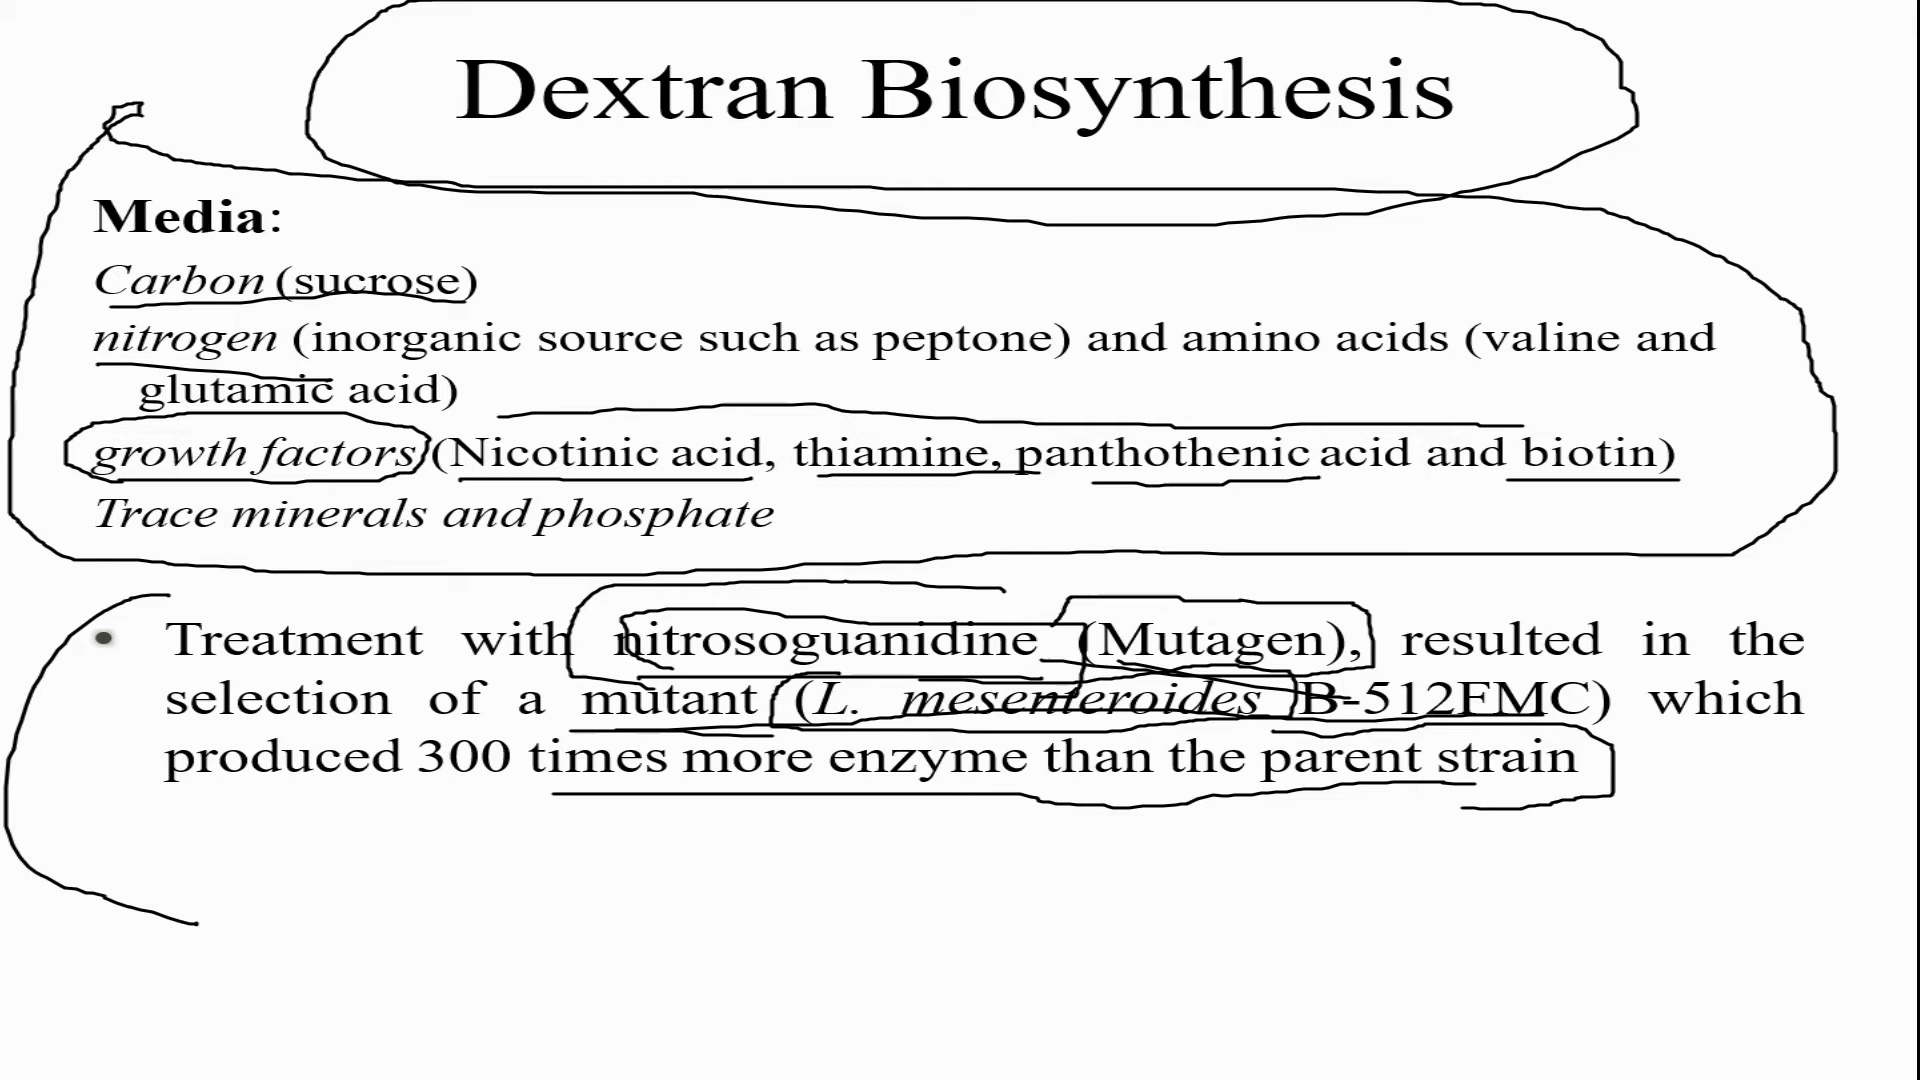 Dextran Biosynthesis
Media:
Carbon (sucrose)
nitrogen (inorganic source such as peptone) and amino acids (valine and
glutamic acid)
growth factors (Nicotinic acid, thiamine, panthothenic acid and biotin)
Trace minerals and phosphate
• Treatment with nitrosoguanidine (Mutagen), resulted in the
selection of a mutant (L. mesenteroides B-512FMC) which
produced 300 times more enzyme than the parent strain